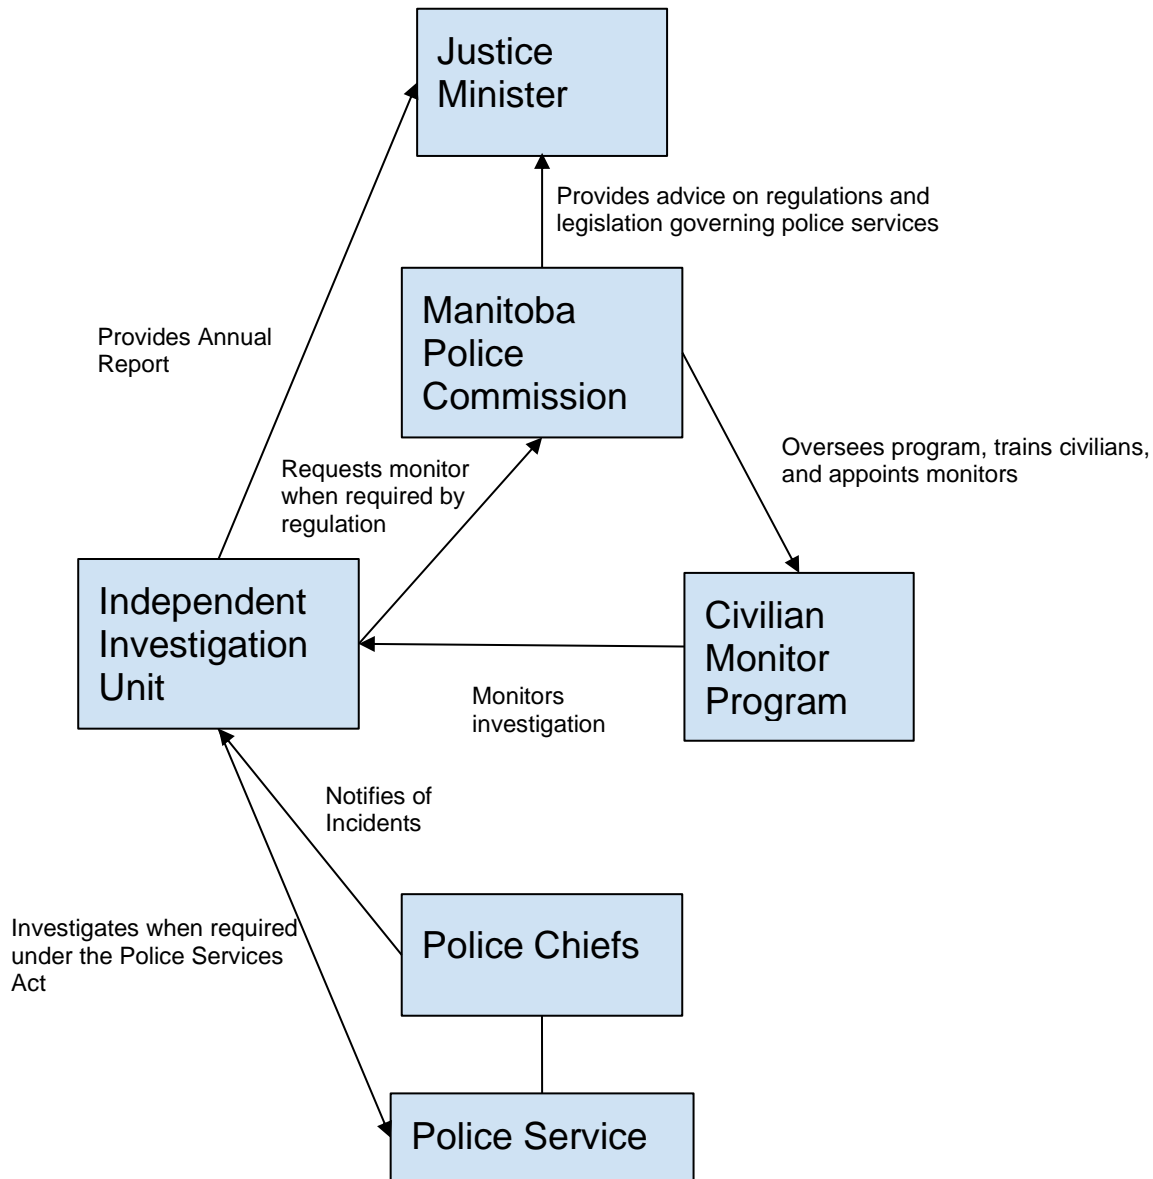 Justice
Minister
Provides advice on regulations and
legislation governing police services
Manitoba
Police
Commission
Provides Annual
Report
Oversees program, trains civilians,
and appoints monitors
Requests monitor
when required by
regulation
Independent
Investigation
Unit
Civilian
Monitor
Program
Monitors
investigation
Notifies of
Incidents
Investigates when required
under the Police Services
Act
Police Chiefs
Police Service